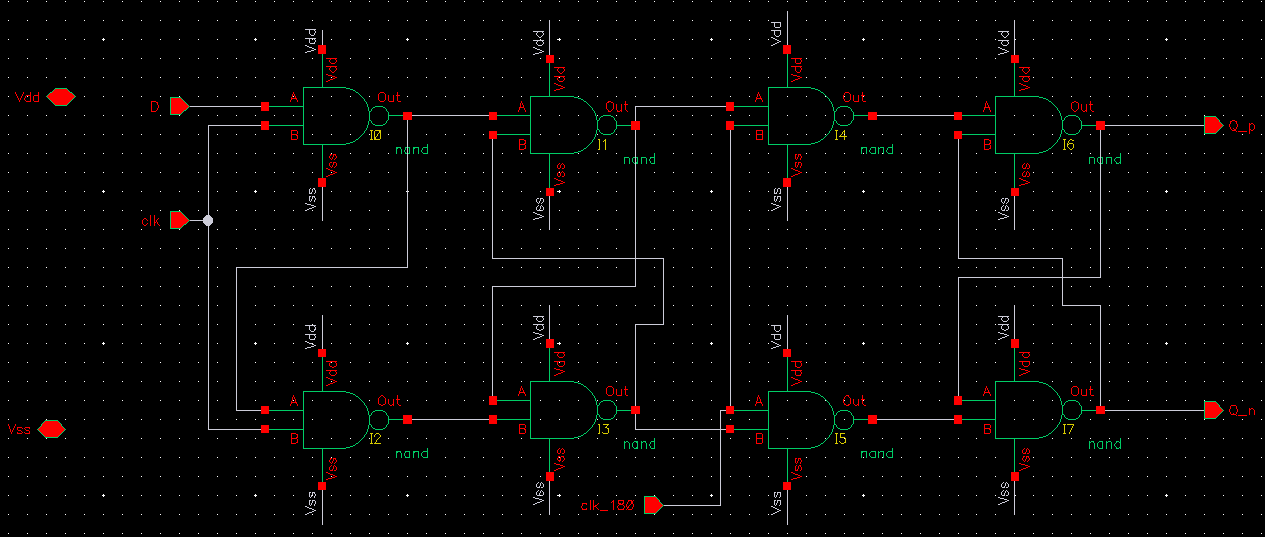 Vdd Vdd Vdd Vdd
Vdd Vdd Vdd Vdd
Vdd
D A Out A Out A Out A Out
B I0 B I1 B I4 B I6 Q_p
nand nand nand nand
Vss Vss Vss Vss
Vss Vss Vss Vss
clk
Vdd Vdd Vdd Vdd
Vdd Vdd Vdd Vdd
A Out A Out A Out A Out
Vss B I2 B I3 B I5 B I7 Q_n
nand nand nand nand
Vss Vss Vss Vss
Vss Vss Vss Vss
clk_180